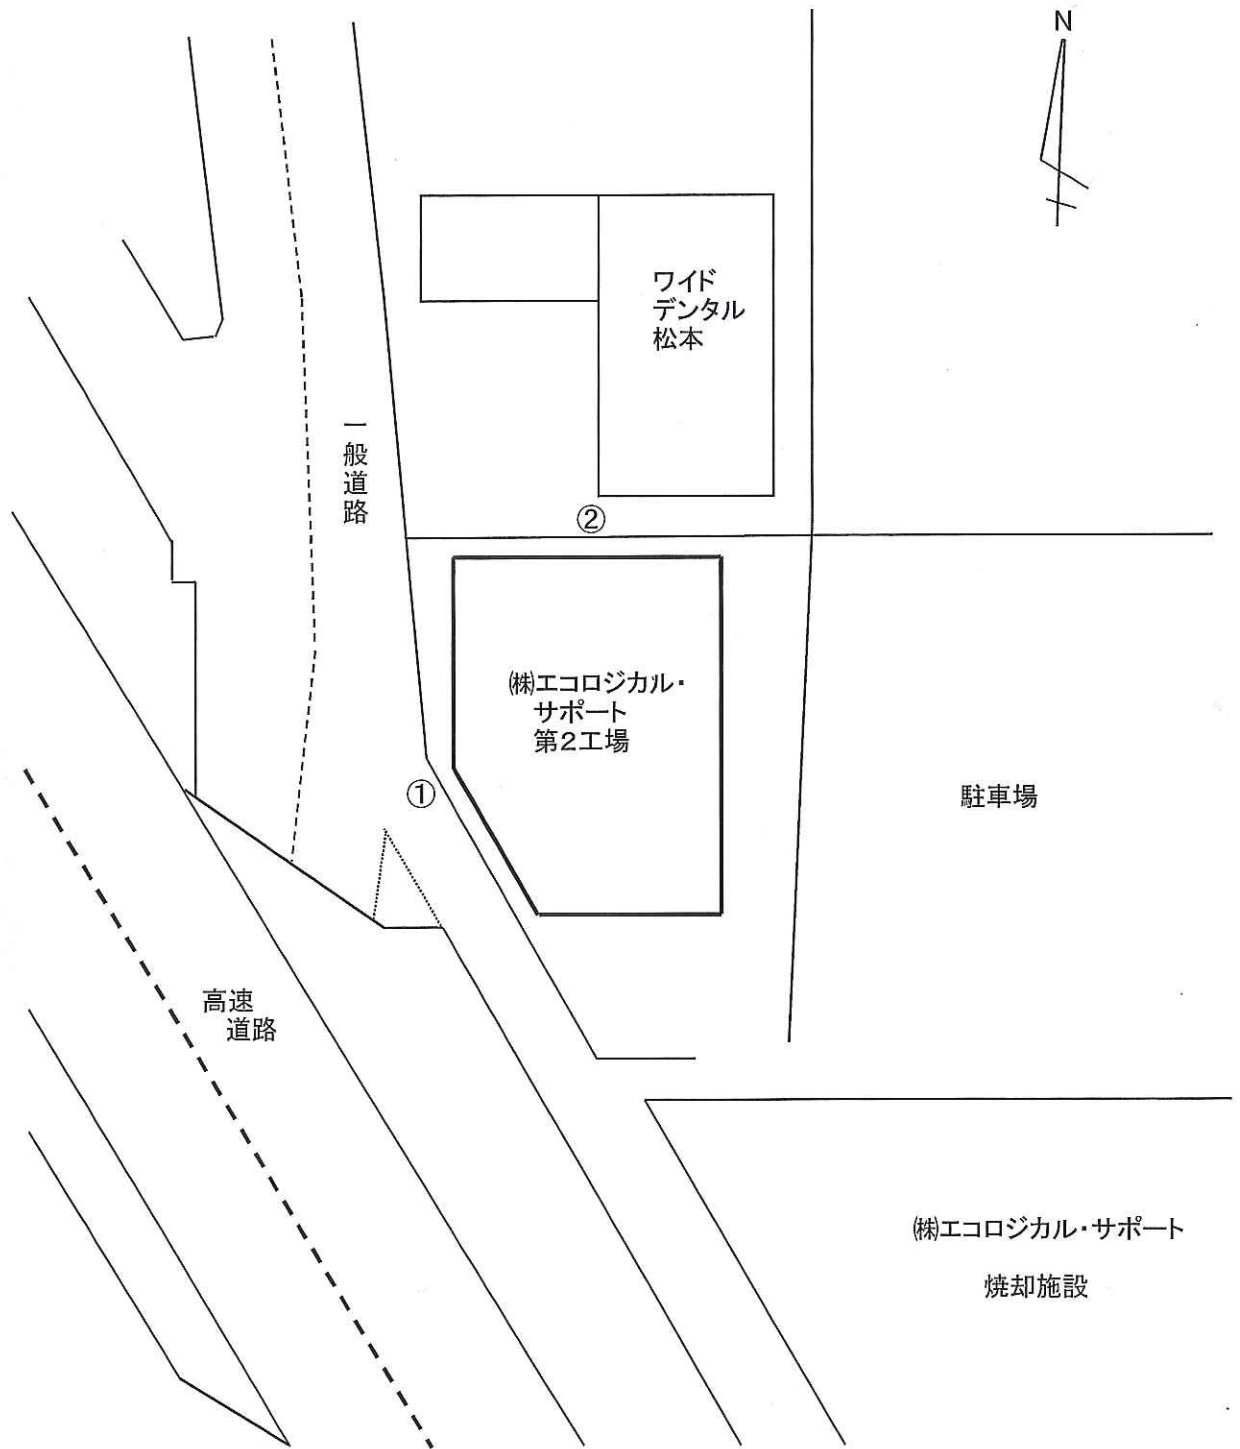 N
ワイド
デンタル
松本
一般道路
②
㈱エコロジカル・
サポート
第2工場
①
駐車場
高速
道路
㈱エコロジカル・サポート
焼却施設